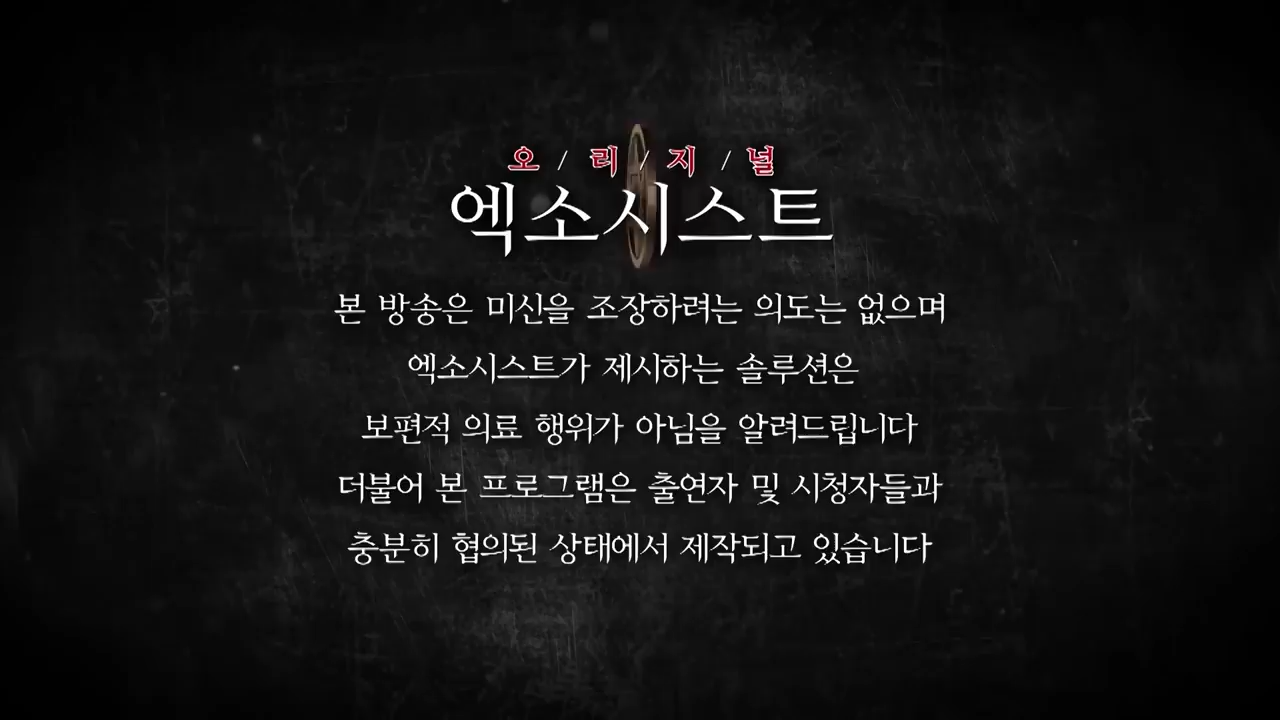 오 / 리 / 지 / 널
엑소시스트
본 방송은 미신을 조장하려는 의도는 없으며
엑소시스트가 제시하는 솔루션은
보편적 의료 행위가 아님을 알려드립니다
더불어 본 프로그램은 출연자 및 시청자들과
충분히 협의된 상태에서 제작되고 있습니다